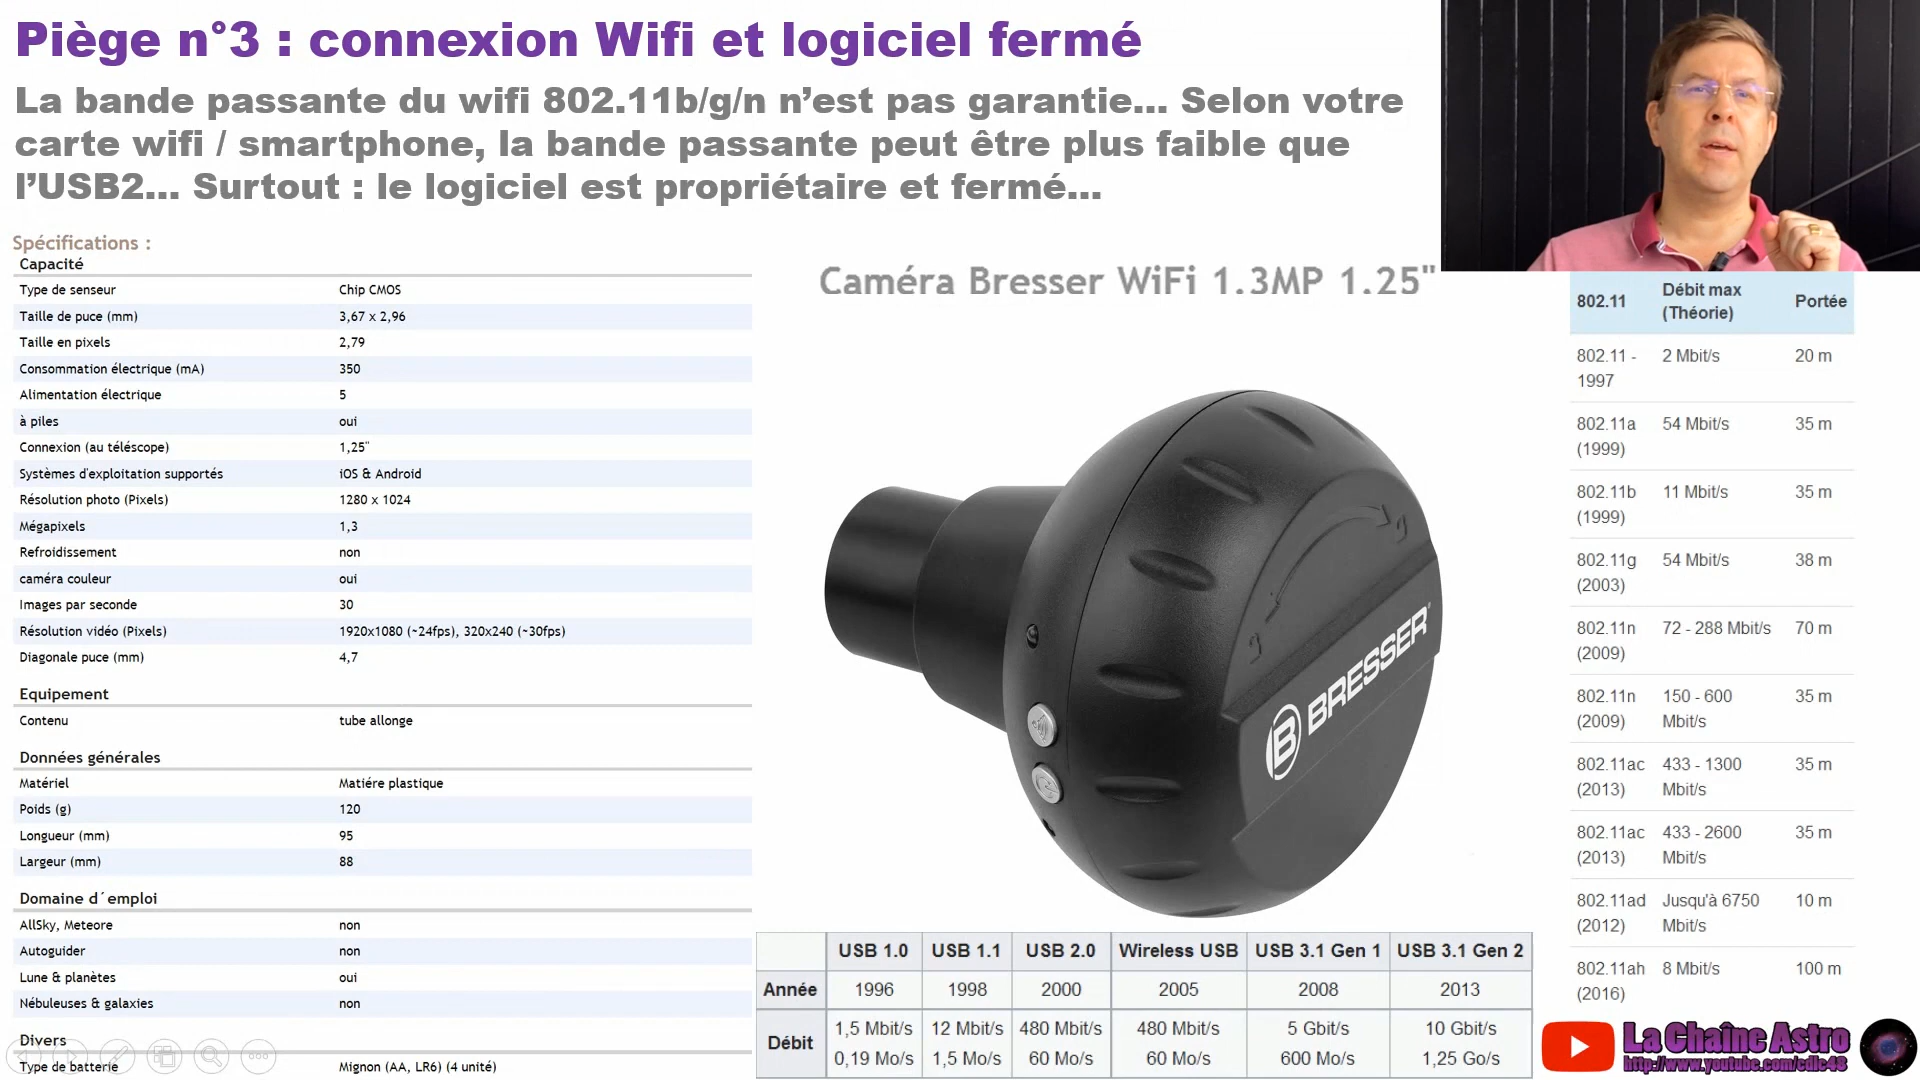 Piège n°3 : connexion Wifi et logiciel fermé
La bande passante du wifi 802.11b/g/n n’est pas garantie... Selon votre
carte wifi / smartphone, la bande passante peut être plus faible que
l’USB2... Surtout : le logiciel est propriétaire et fermé...
Spécifications :
Capacité
Type de senseur Chip CMOS
Taille de puce (mm) 3,67 x 2,96
Taille en pixels 2,79
Consommation électrique (mA) 350
Alimentation électrique 5
à piles oui
Connexion (au téléscope) 1,25"
Systèmes d'exploitation supportés iOS & Android
Résolution photo (Pixels) 1280 x 1024
Mégapixels 1,3
Refroidissement non
caméra couleur oui
Images par seconde 30
Résolution vidéo (Pixels) 1920x1080 (~24fps), 320x240 (~30fps)
Diagonale puce (mm) 4,7
Equipement
Contenu tube allonge
Données générales
Matériel Matiére plastique
Poids (g) 120
Longueur (mm) 95
Largeur (mm) 88
Domaine d´emploi
AllSky, Meteore non
Autoguider non
Lune & planètes oui
Nébuleuses & galaxies non
Divers
Type de batterie Mignon (AA, LR6) (4 unité)
Caméra Bresser WiFi 1.3MP 1.25"
B BRESSER
USB 1.0 USB 1.1 USB 2.0 Wireless USB USB 3.1 Gen 1 USB 3.1 Gen 2
Année 1996 1998 2000 2005 2008 2013
Débit 1,5 Mbit/s 12 Mbit/s 480 Mbit/s 480 Mbit/s 5 Gbit/s 10 Gbit/s
0,19 Mo/s 1,5 Mo/s 60 Mo/s 60 Mo/s 600 Mo/s 1,25 Go/s
802.11 Débit max Portée
(Théorie)
802.11 - 2 Mbit/s 20 m
1997
802.11a 54 Mbit/s 35 m
(1999)
802.11b 11 Mbit/s 35 m
(1999)
802.11g 54 Mbit/s 38 m
(2003)
802.11n 72 - 288 Mbit/s 70 m
(2009)
802.11n 150 - 600 35 m
(2009) Mbit/s
802.11ac 433 - 1300 35 m
(2013) Mbit/s
802.11ac 433 - 2600 35 m
(2013) Mbit/s
802.11ad Jusqu'à 6750 10 m
(2012) Mbit/s
802.11ah 8 Mbit/s 100 m
(2016)
La Chaîne Astro
http://www.youtube.com/cdlc48